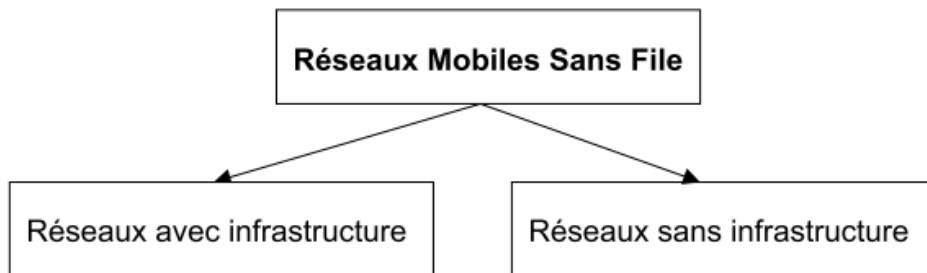 Réseaux Mobiles Sans File
Réseaux avec infrastructure
Réseaux sans infrastructure